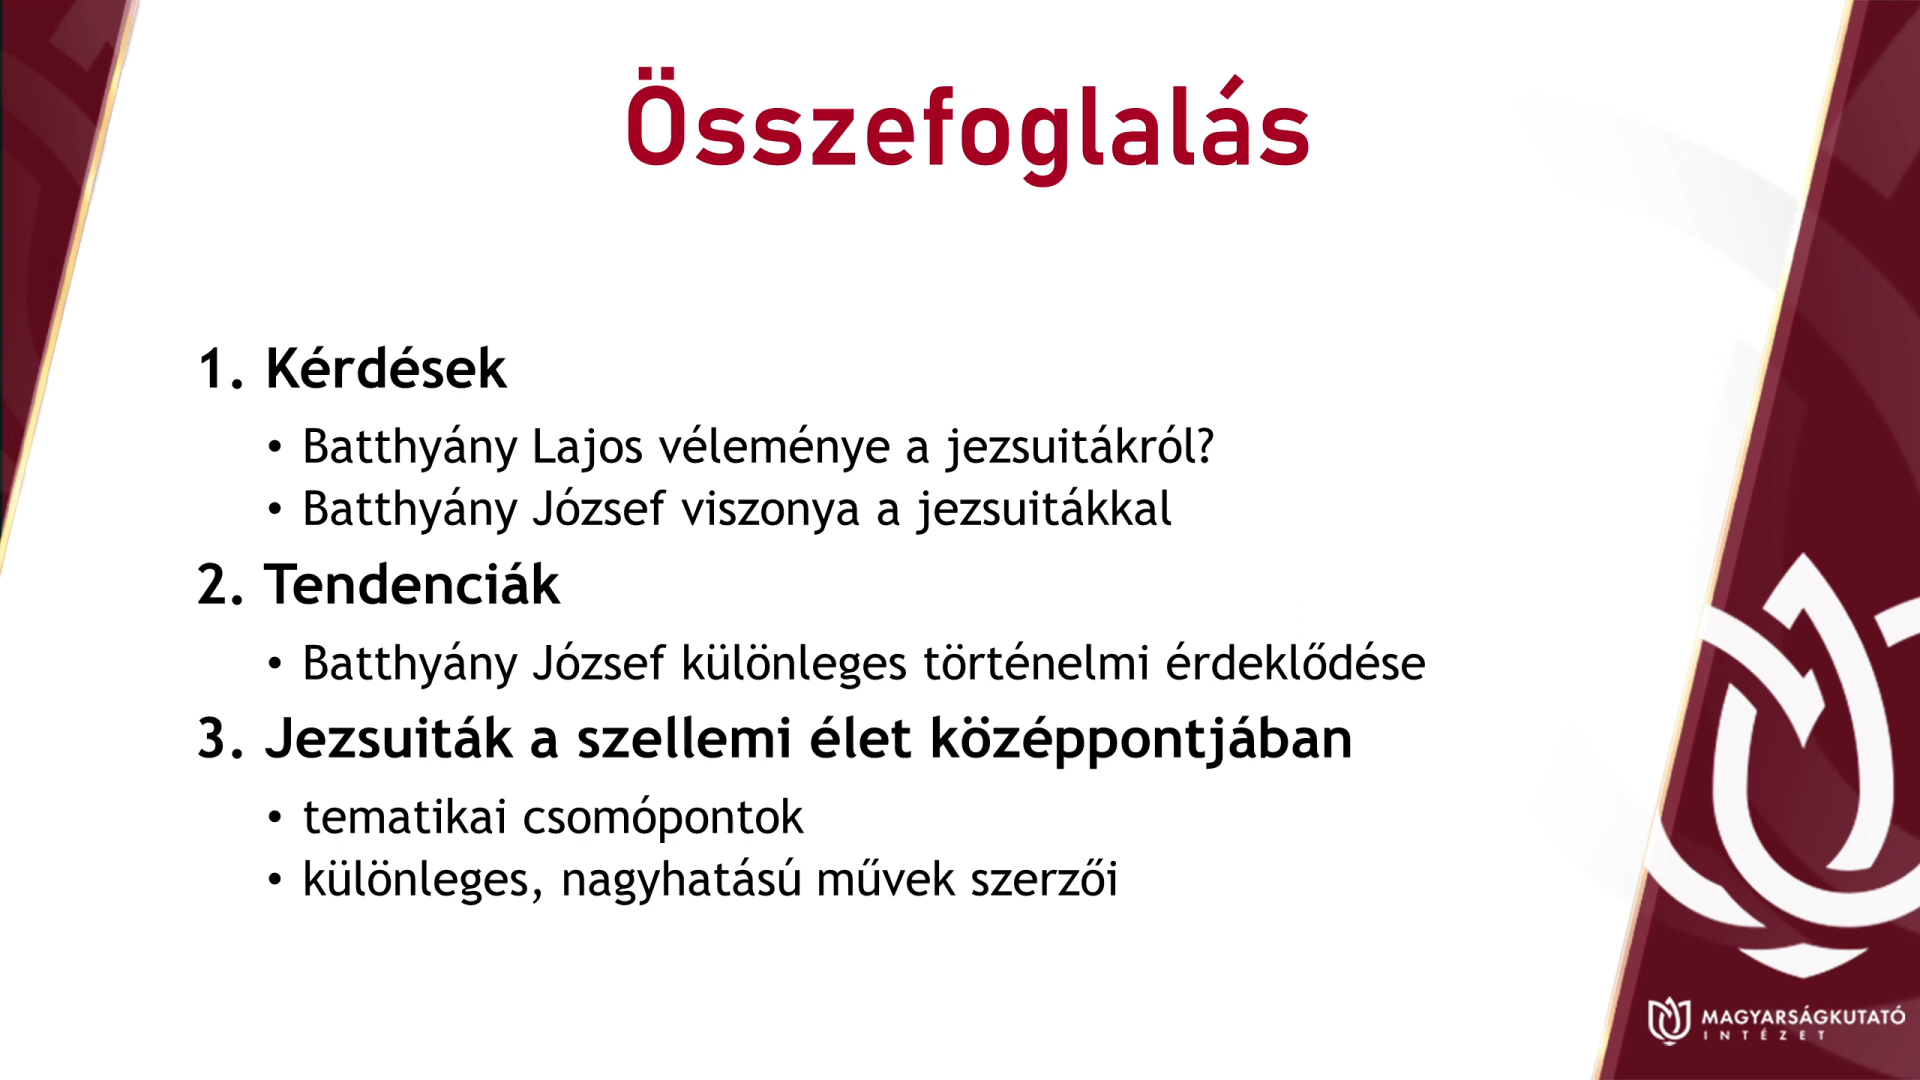 Összefoglalás
1. Kérdések
• Batthyány Lajos véleménye a jezsuitákról?
• Batthyány József viszonya a jezsuitákkal
2. Tendenciák
• Batthyány József különleges történelmi érdeklődése
3. Jezsuiták a szellemi élet középpontjában
• tematikai csomópontok
• különleges, nagyhatású művek szerzői
MAGYARSÁGKUTATÓ
INTÉZET